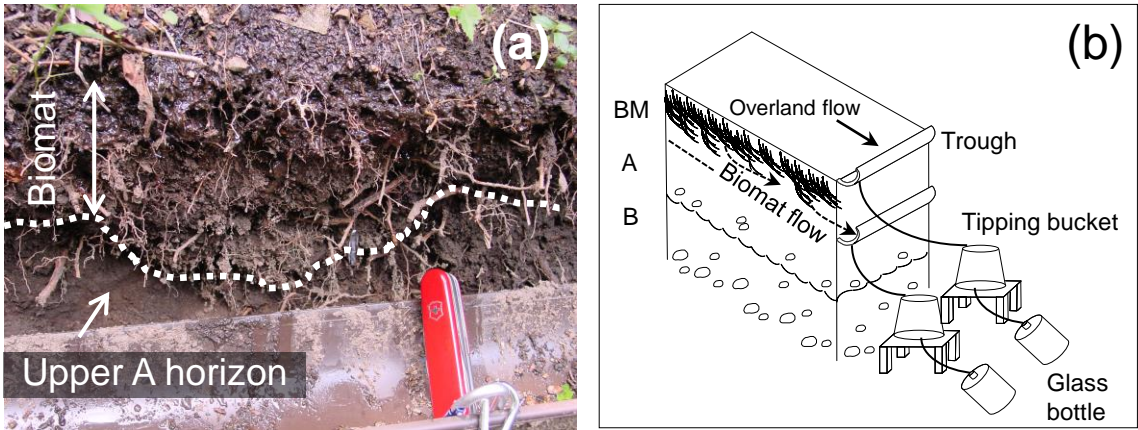 (a)
Biomat
Upper A horizon
(b)
BM
A
B
Overland flow
Biomat flow
Trough
Tipping bucket
Glass
bottle